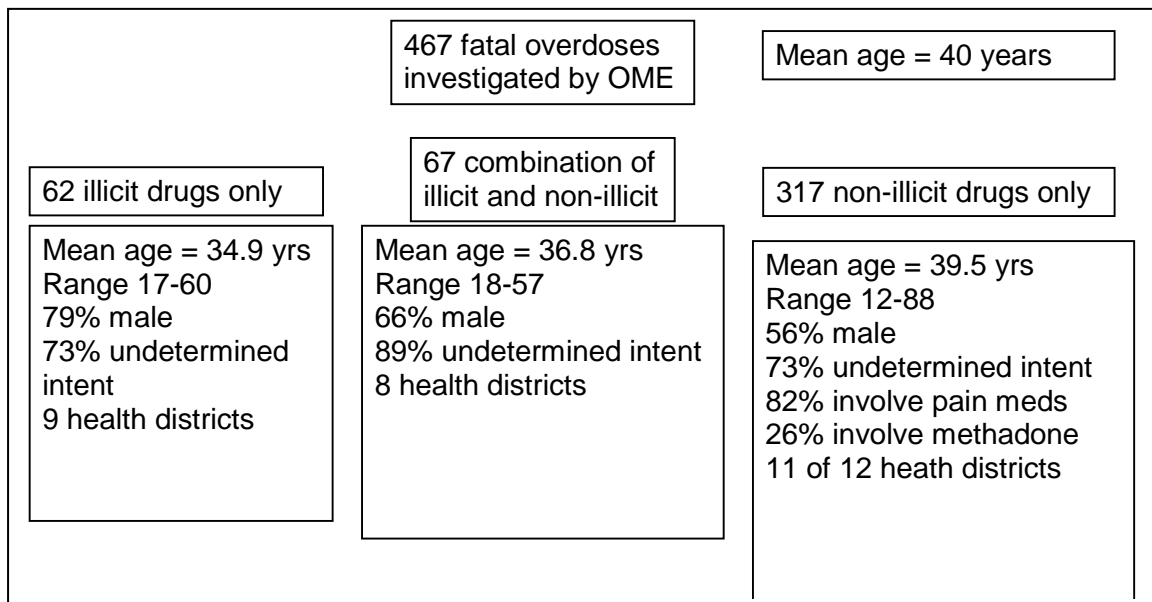 467 fatal overdoses
investigated by OME
Mean age = 40 years
62 illicit drugs only
67 combination of
illicit and non-illicit
317 non-illicit drugs only
Mean age = 34.9 yrs
Range 17-60
79% male
73% undetermined
intent
9 health districts
Mean age = 36.8 yrs
Range 18-57
66% male
89% undetermined intent
8 health districts
Mean age = 39.5 yrs
Range 12-88
56% male
73% undetermined intent
82% involve pain meds
26% involve methadone
11 of 12 heath districts